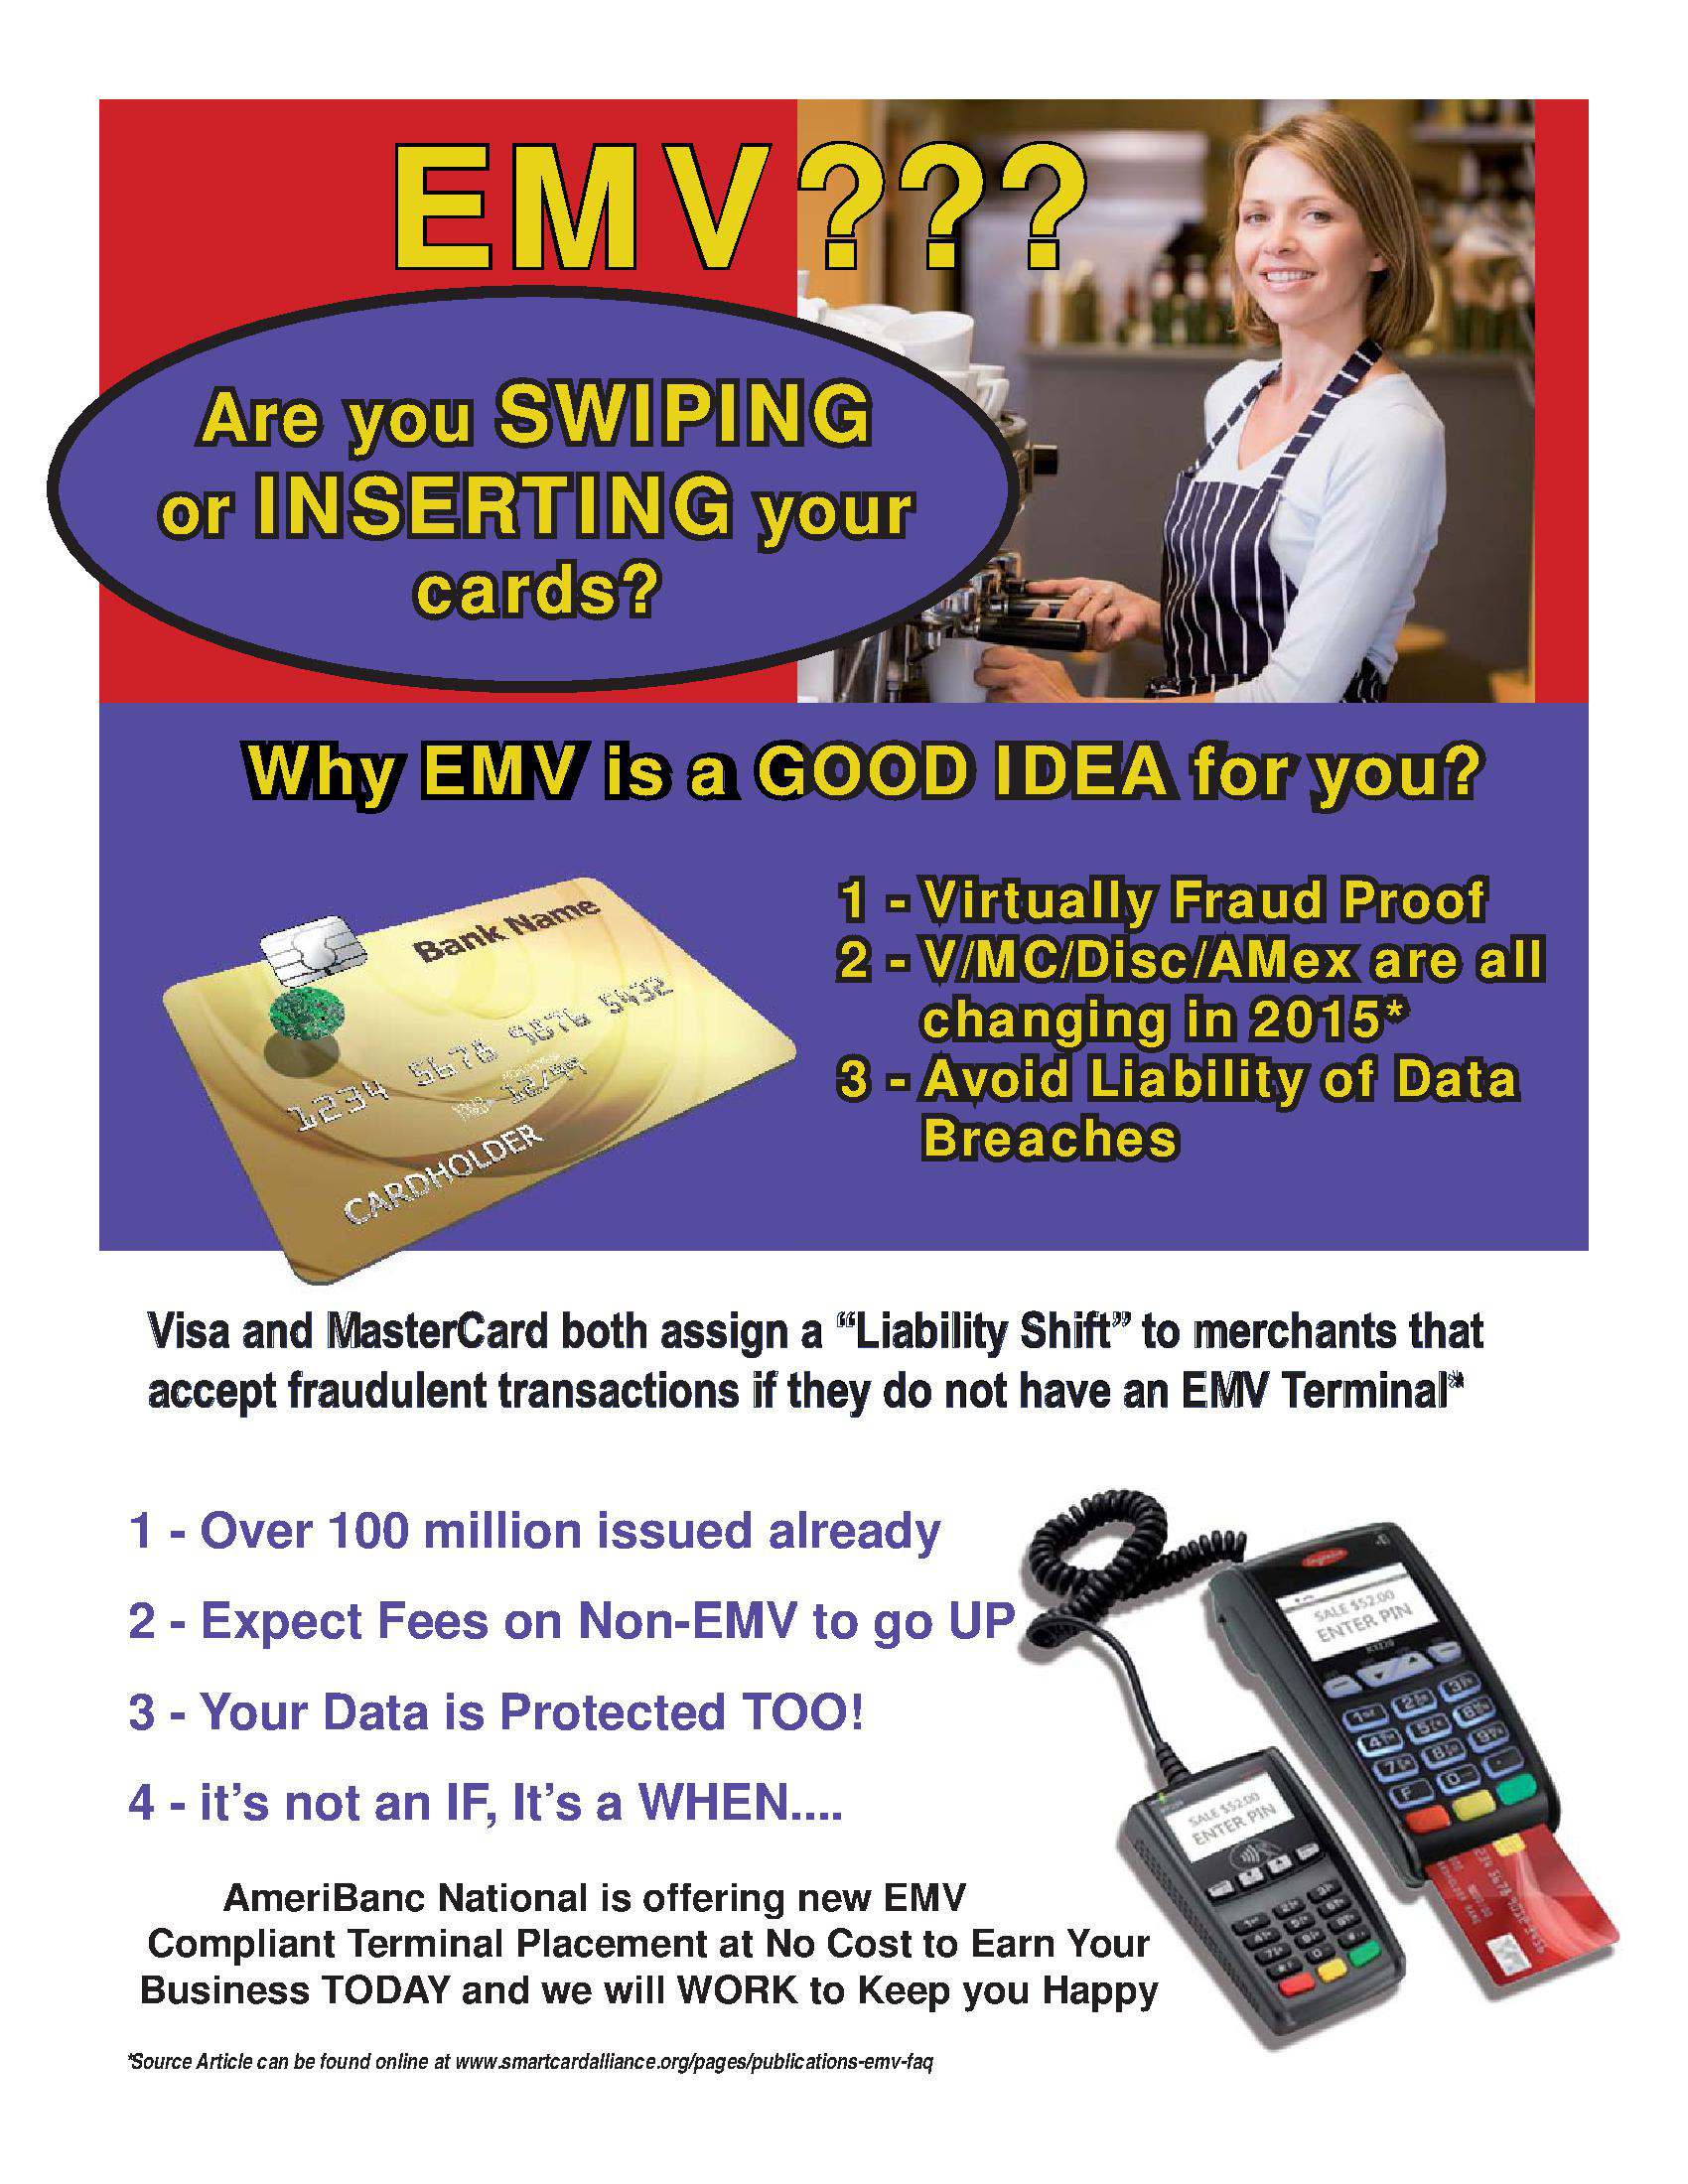 EMV???
Are you SWIPING
or INSERTING your
cards?
Why EMV is a GOOD IDEA for you?
Bank Name
1234 5678 9876 5432
12/99
CARDHOLDER
1 - Virtually Fraud Proof
2 - V/MC/Disc/AMex are all
changing in 2015*
3 - Avoid Liability of Data
Breaches
Visa and MasterCard both assign a “Liability Shift” to merchants that
accept fraudulent transactions if they do not have an EMV Terminal*
1 - Over 100 million issued already
2 - Expect Fees on Non-EMV to go UP
3 - Your Data is Protected TOO!
4 - it’s not an IF, It’s a WHEN....
SALE $52.00
ENTER PIN
SALE $52.00
ENTER PIN
AmeriBanc National is offering new EMV
Compliant Terminal Placement at No Cost to Earn Your
Business TODAY and we will WORK to Keep you Happy
*Source Article can be found online at www.smartcardalliance.org/pages/publications-emv-faq